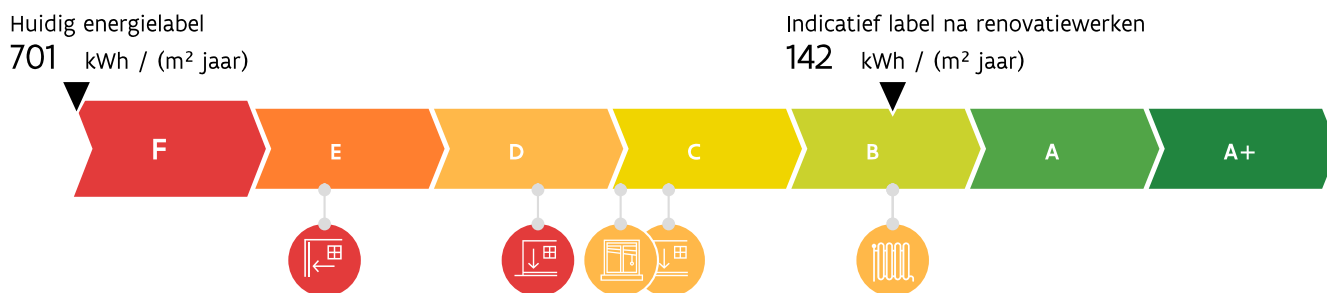 Huidig energielabel
701 kWh / (m² jaar)
Indicatief label na renovatiewerken
142 kWh / (m² jaar)
F E D C B A A+